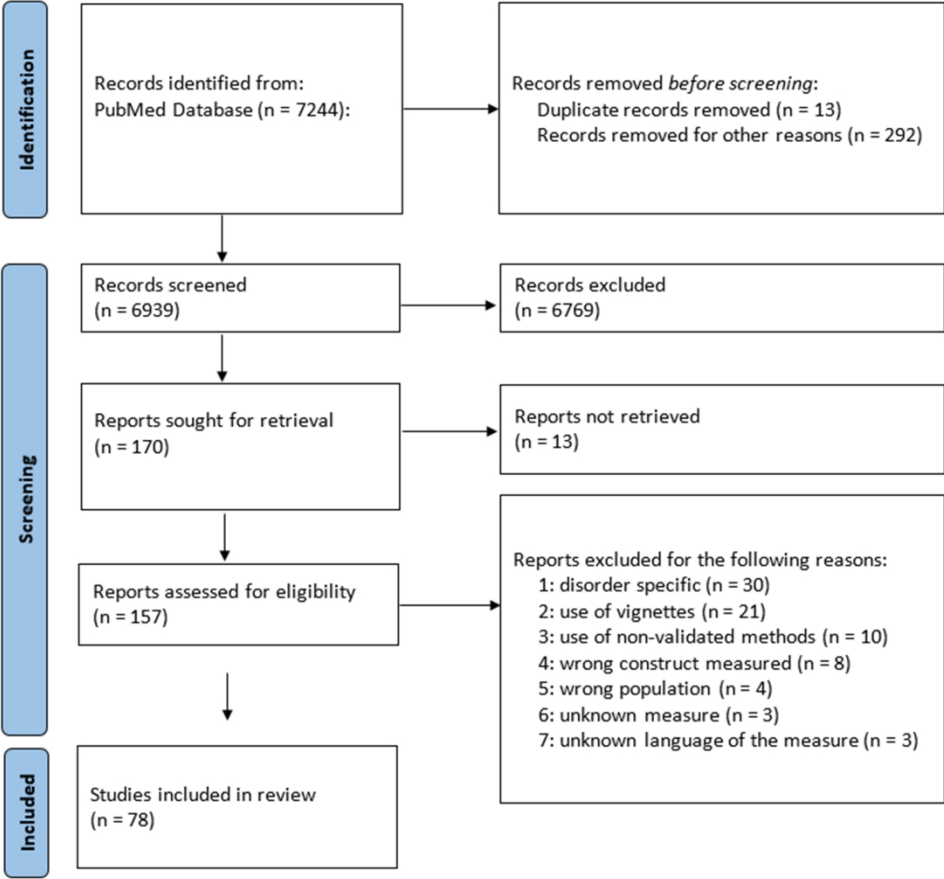 Identification
Records identified from:
PubMed Database (n = 7244):
Records removed before screening:
Duplicate records removed (n = 13)
Records removed for other reasons (n = 292)
Screening
Records screened
(n = 6939)
Records excluded
(n = 6769)
Reports sought for retrieval
(n = 170)
Reports not retrieved
(n = 13)
Reports assessed for eligibility
(n = 157)
Reports excluded for the following reasons:
1: disorder specific (n = 30)
2: use of vignettes (n = 21)
3: use of non-validated methods (n = 10)
4: wrong construct measured (n = 8)
5: wrong population (n = 4)
6: unknown measure (n = 3)
7: unknown language of the measure (n = 3)
Included
Studies included in review
(n = 78)